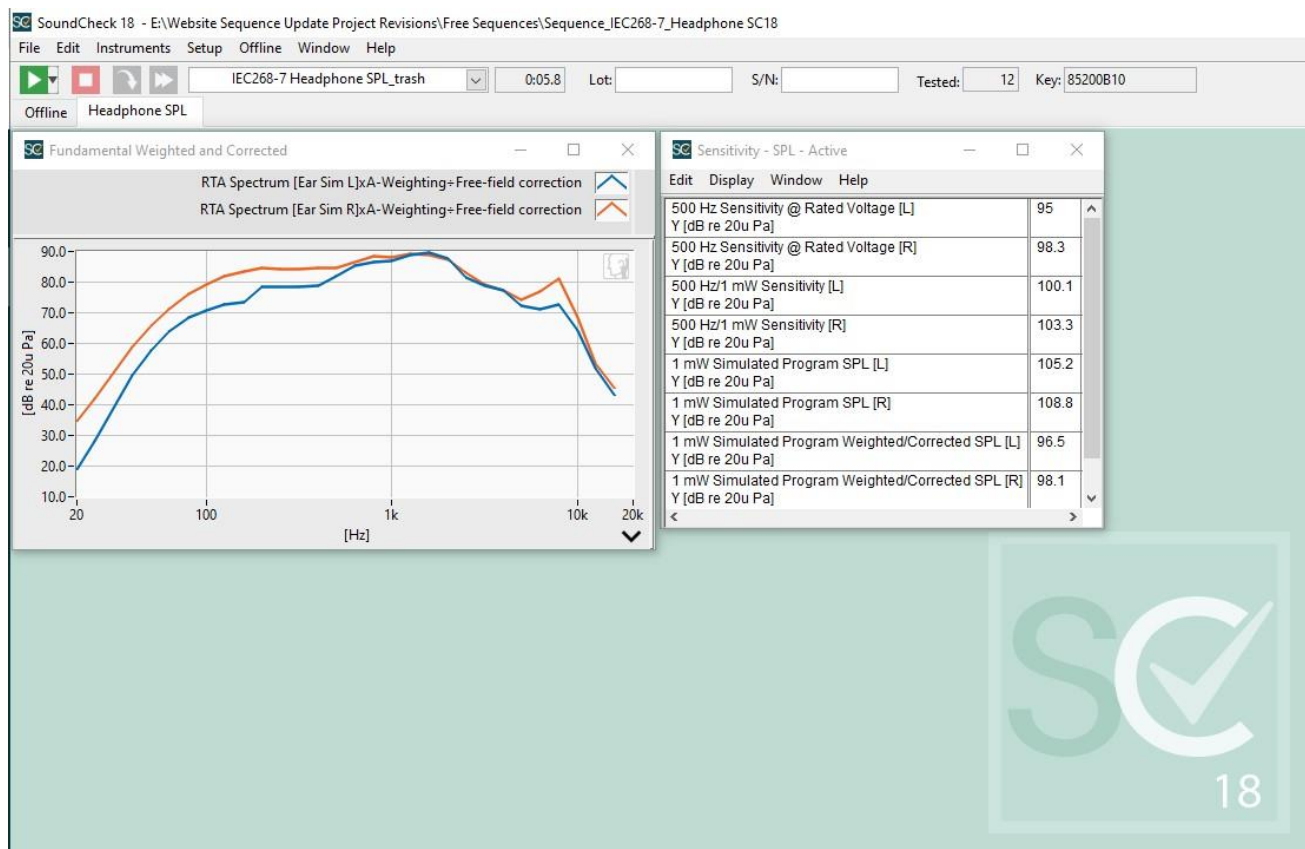 SC SoundCheck 18 - E:\Website Sequence Update Project Revisions\Free Sequences\Sequence_IEC268-7_Headphone SC18
File Edit Instruments Setup Offline Window Help
IEC268-7 Headphone SPL_trash 0:05.8 Lot: S/N: Tested: 12 Key: 85200B10
Offline Headphone SPL
SC Fundamental Weighted and Corrected
RTA Spectrum [Ear Sim L]xA-Weighting÷Free-field correction
RTA Spectrum [Ear Sim R]xA-Weighting÷Free-field correction
90.0
80.0
70.0
60.0
50.0
40.0
30.0
20.0
10.0
[dB re 20u Pa]
20 100 1k 10k 20k
[Hz]
SC Sensitivity - SPL - Active
Edit Display Window Help
500 Hz Sensitivity @ Rated Voltage [L] 95
Y [dB re 20u Pa]
500 Hz Sensitivity @ Rated Voltage [R] 98.3
Y [dB re 20u Pa]
500 Hz/1 mW Sensitivity [L] 100.1
Y [dB re 20u Pa]
500 Hz/1 mW Sensitivity [R] 103.3
Y [dB re 20u Pa]
1 mW Simulated Program SPL [L] 105.2
Y [dB re 20u Pa]
1 mW Simulated Program SPL [R] 108.8
Y [dB re 20u Pa]
1 mW Simulated Program Weighted/Corrected SPL [L] 96.5
Y [dB re 20u Pa]
1 mW Simulated Program Weighted/Corrected SPL [R] 98.1
Y [dB re 20u Pa]
SC
18